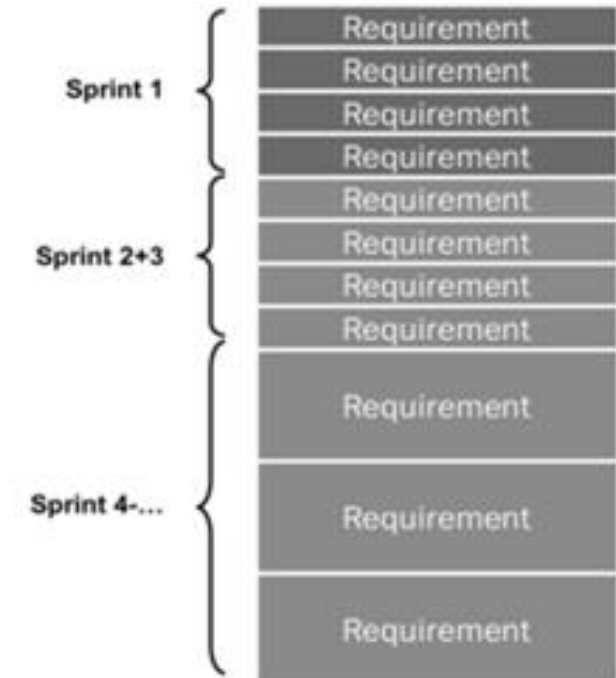 Requirement
Requirement
Sprint 1
Requirement
Requirement
Requirement
Requirement
Sprint 2+3
Requirement
Requirement
Requirement
Sprint 4-...
Requirement
Requirement